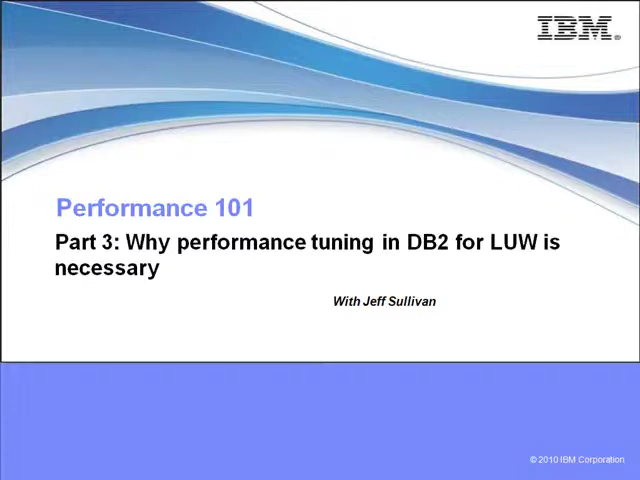 IBM®
Performance 101
Part 3: Why performance tuning in DB2 for LUW is
necessary
With Jeff Sullivan
© 2010 IBM Corporation